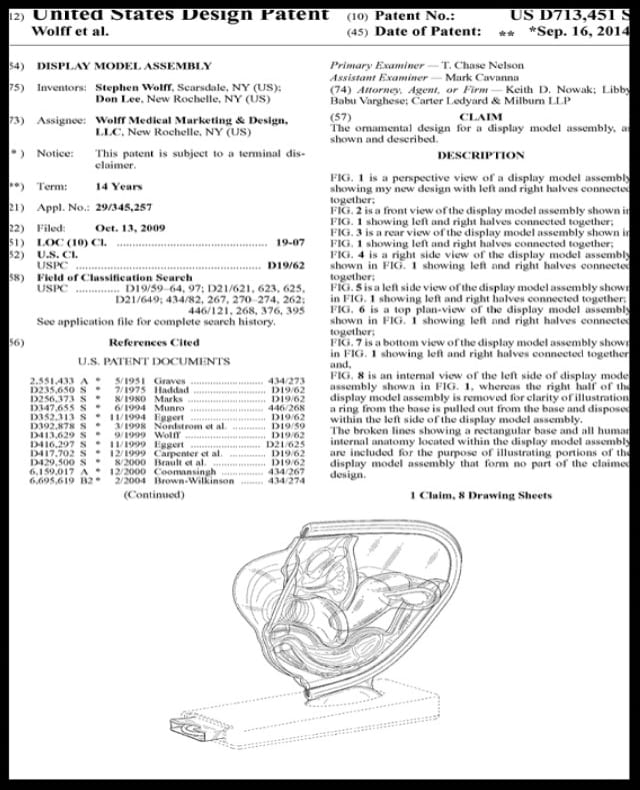 12) United States Design Patent
Wolff et al.
(10) Patent No.: US D713,451 S
(45) Date of Patent: ** *Sep. 16, 2014
54) DISPLAY MODEL ASSEMBLY
75) Inventors: Stephen Wolff, Scarsdale, NY (US);
Don Lee, New Rochelle, NY (US)
73) Assignee: Wolff Medical Marketing & Design,
LLC, New Rochelle, NY (US)
* ) Notice: This patent is subject to a terminal dis-
claimer.
**) Term: 14 Years
21) Appl. No.: 29/345,257
22) Filed: Oct. 13, 2009
51) LOC (10) Cl. .......................................... 19-07
52) U.S. Cl.
USPC ...................................................... D19/62
58) Field of Classification Search
USPC .............. D19/59–64, 97; D21/621, 623, 625,
D21/649; 434/82, 267, 270–274, 262;
446/121, 268, 376, 395
See application file for complete search history.
56) References Cited
U.S. PATENT DOCUMENTS
2,551,433 A * 5/1951 Graves .................... 434/273
D235,650 S * 7/1975 Haddad .................... D19/62
D256,373 S * 8/1980 Marks ...................... D19/62
D347,655 S * 6/1994 Munro ..................... 446/268
D352,313 S * 11/1994 Eggert ..................... D19/62
D392,878 S * 3/1998 Nordstrom et al. ........ D19/59
D413,629 S * 9/1999 Wolff ....................... D19/62
D416,297 S * 11/1999 Eggert ..................... D21/625
D417,702 S * 12/1999 Carpenter et al. .......... D19/62
D429,500 S * 8/2000 Brault et al. .............. D19/62
6,159,017 A * 12/2000 Coomansingh ............ 434/267
6,695,619 B2 * 2/2004 Brown-Wilkinson ........ 434/274
(Continued)
Primary Examiner — T. Chase Nelson
Assistant Examiner — Mark Cavanna
(74) Attorney, Agent, or Firm — Keith D. Nowak; Libby
Babu Varghese; Carter Ledyard & Milburn LLP
(57) CLAIM
The ornamental design for a display model assembly, a
shown and described.
DESCRIPTION
FIG. 1 is a perspective view of a display model assembly
showing my new design with left and right halves connected
together;
FIG. 2 is a front view of the display model assembly shown in
FIG. 1 showing left and right halves connected together;
FIG. 3 is a rear view of the display model assembly shown in
FIG. 1 showing left and right halves connected together;
FIG. 4 is a right side view of the display model assembly
shown in FIG. 1 showing left and right halves connected
together;
FIG. 5 is a left side view of the display model assembly shown
in FIG. 1 showing left and right halves connected together;
FIG. 6 is a top plan-view of the display model assembly
shown in FIG. 1 showing left and right halves connected
together;
FIG. 7 is a bottom view of the display model assembly shown
in FIG. 1 showing left and right halves connected together
and,
FIG. 8 is an internal view of the left side of display model
assembly shown in FIG. 1, whereas the right half of the
display model assembly is removed for clarity of illustration
a ring from the base is pulled out from the base and disposed
within the left side of the display model assembly.
The broken lines showing a rectangular base and all human
internal anatomy located within the display model assembly
are included for the purpose of illustrating portions of the
display model assembly that form no part of the claimed
design.
1 Claim, 8 Drawing Sheets